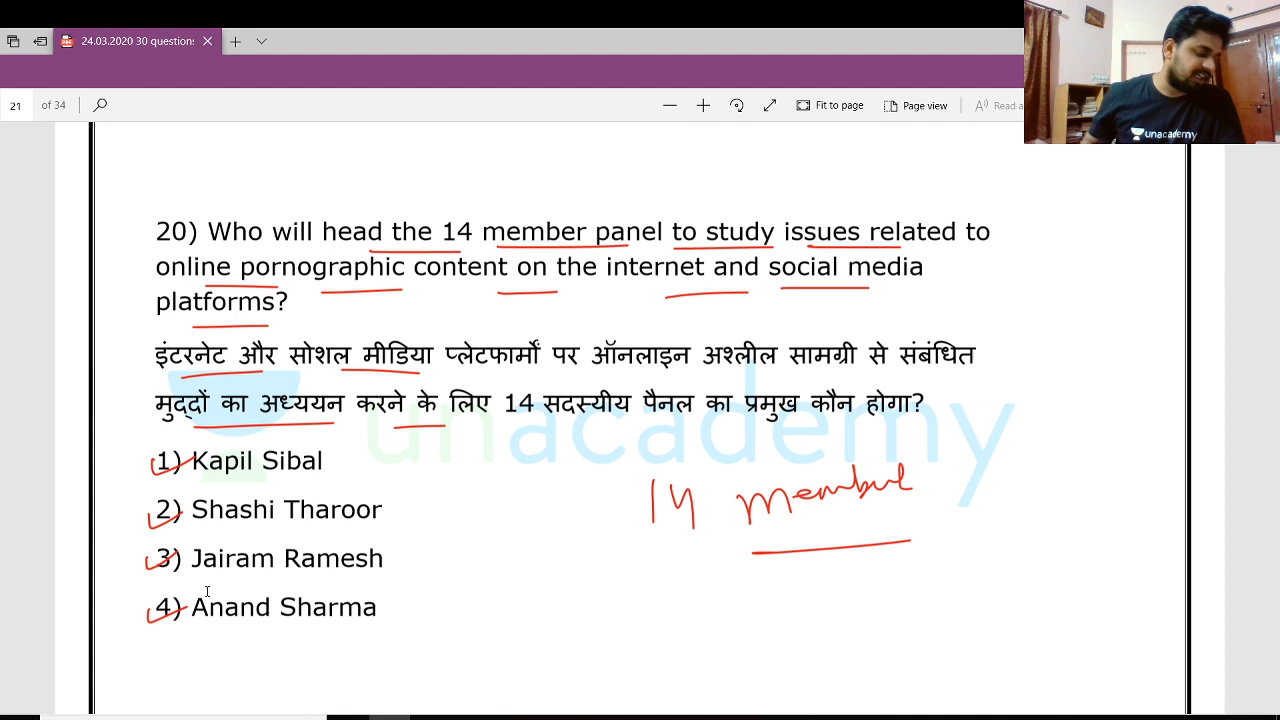 24.03.2020 30 questions
21 of 34
Fit to page
Page view
Read a
unacademy
20) Who will head the 14 member panel to study issues related to
online pornographic content on the internet and social media
platforms?
इंटरनेट और सोशल मीडिया प्लेटफार्मों पर ऑनलाइन अश्लील सामग्री से संबंधित
मुद्दों का अध्ययन करने के लिए 14 सदस्यीय पैनल का प्रमुख कौन होगा?
unacademy
1) Kapil Sibal
2) Shashi Tharoor
14
3) Jairam Ramesh
4) Anand Sharma